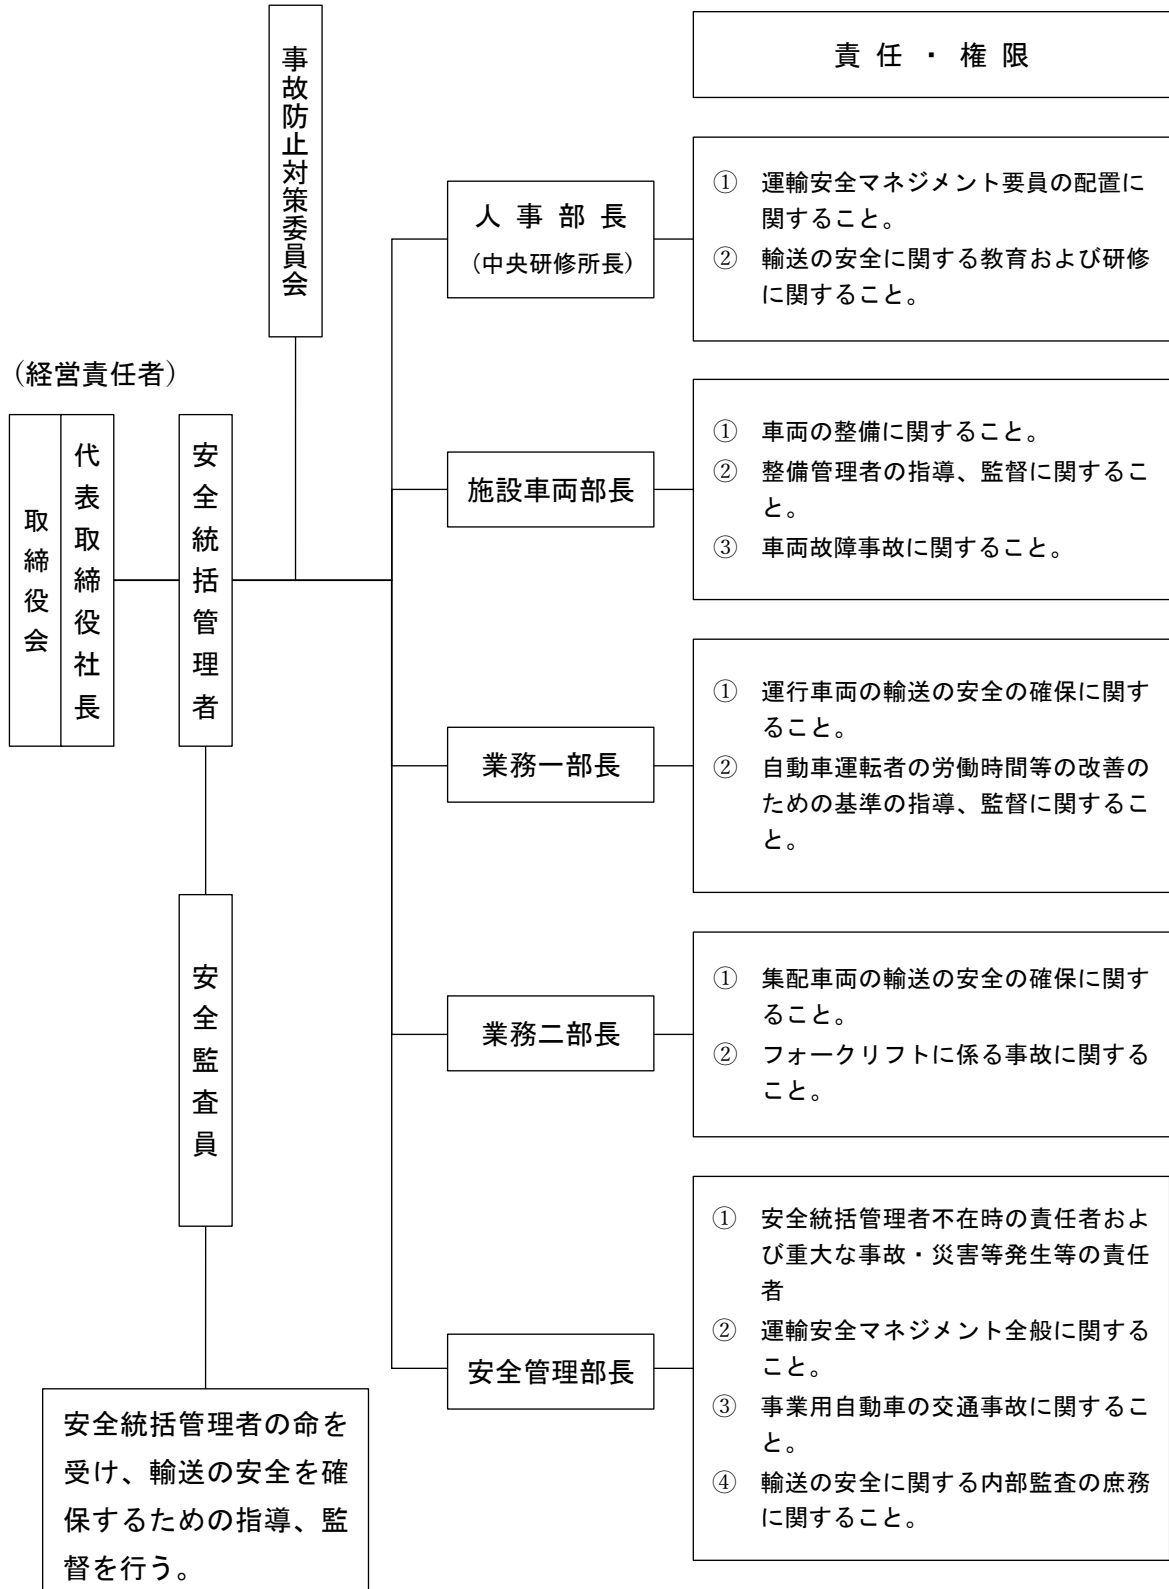 責任・権限
事故防止対策委員会
人事部長
(中央研修所長)
① 運輸安全マネジメント要員の配置に
関すること。
② 輸送の安全に関する教育および研修
に関すること。
(経営責任者)
取締役会
代表取締役社長
安全統括管理者
施設車両部長
① 車両の整備に関すること。
② 整備管理者の指導、監督に関するこ
と。
③ 車両故障事故に関すること。
業務一部長
① 運行車両の輸送の安全の確保に関す
ること。
② 自動車運転者の労働時間等の改善の
ための基準の指導、監督に関するこ
と。
安全監査員
業務二部長
① 集配車両の輸送の安全の確保に関す
ること。
② フォークリフトに係る事故に関する
こと。
安全管理部長
① 安全統括管理者不在時の責任者およ
び重大な事故・災害等発生等の責任
者
② 運輸安全マネジメント全般に関する
こと。
③ 事業用自動車の交通事故に関するこ
と。
④ 輸送の安全に関する内部監査の庶務
に関すること。
安全統括管理者の命を
受け、輸送の安全を確
保するための指導、監
督を行う。